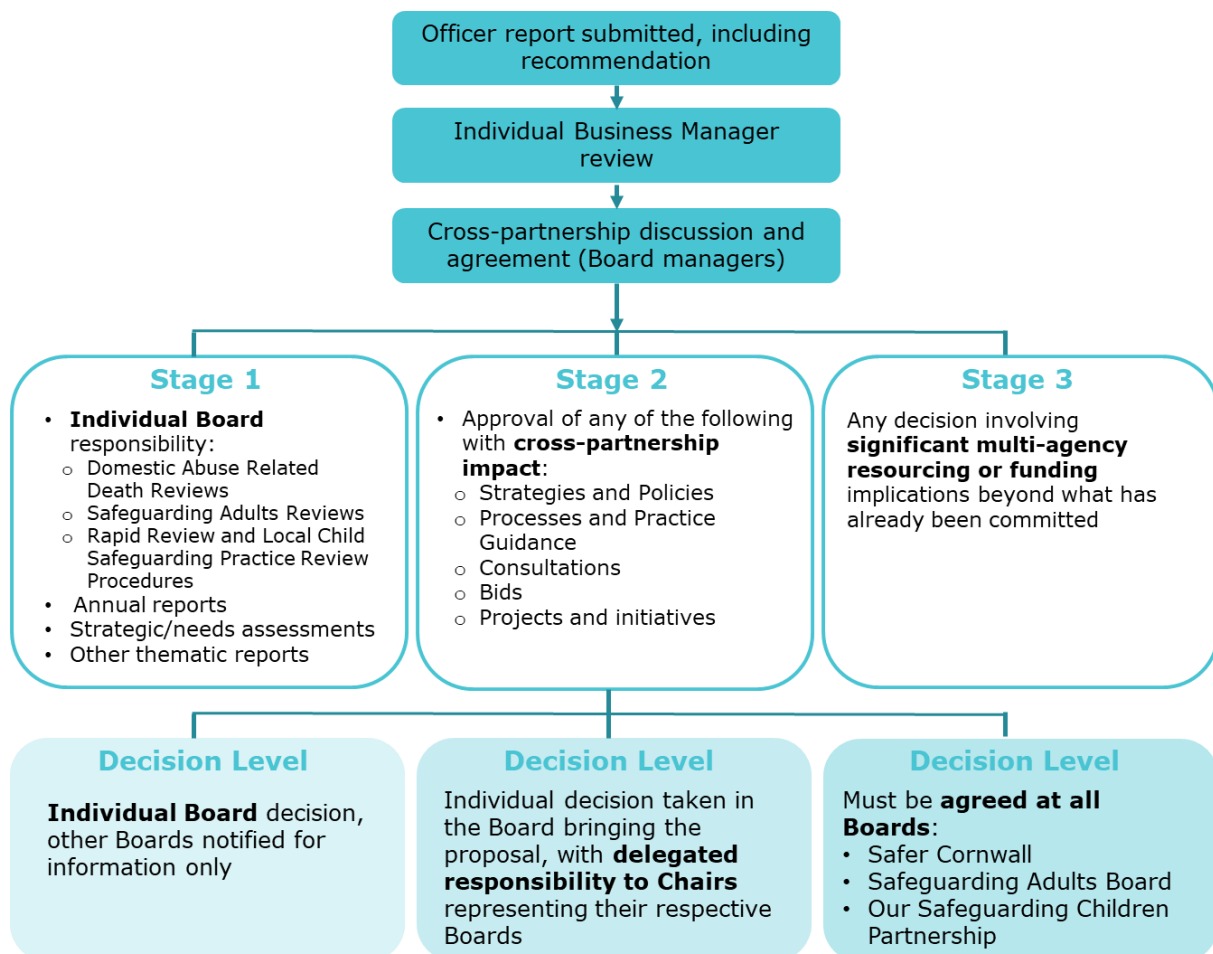 Officer report submitted, including
recommendation
Individual Business Manager
review
Cross-partnership discussion and
agreement (Board managers)
Stage 1
• Individual Board
responsibility:
o Domestic Abuse Related
Death Reviews
o Safeguarding Adults Reviews
o Rapid Review and Local Child
Safeguarding Practice Review
Procedures
• Annual reports
• Strategic/needs assessments
• Other thematic reports
Stage 2
• Approval of any of the following
with cross-partnership
impact:
o Strategies and Policies
o Processes and Practice
Guidance
o Consultations
o Bids
o Projects and initiatives
Stage 3
Any decision involving
significant multi-agency
resourcing or funding
implications beyond what has
already been committed
Decision Level
Individual Board decision,
other Boards notified for
information only
Decision Level
Individual decision taken in
the Board bringing the
proposal, with delegated
responsibility to Chairs
representing their respective
Boards
Decision Level
Must be agreed at all
Boards:
• Safer Cornwall
• Safeguarding Adults Board
• Our Safeguarding Children
Partnership